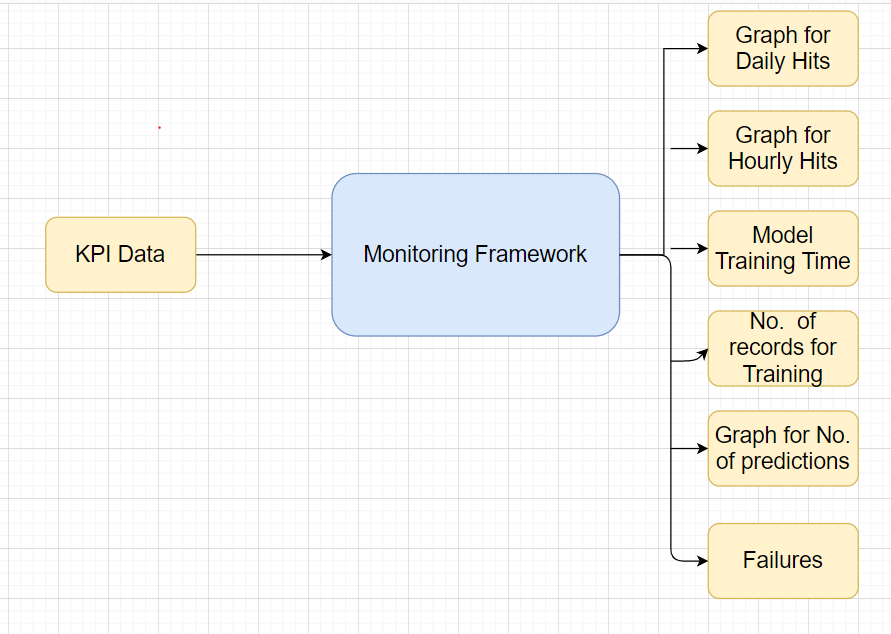 Graph for
Daily Hits
Graph for
Hourly Hits
KPI Data
Monitoring Framework
Model
Training Time
No. of
records for
Training
Graph for No.
of predictions
Failures